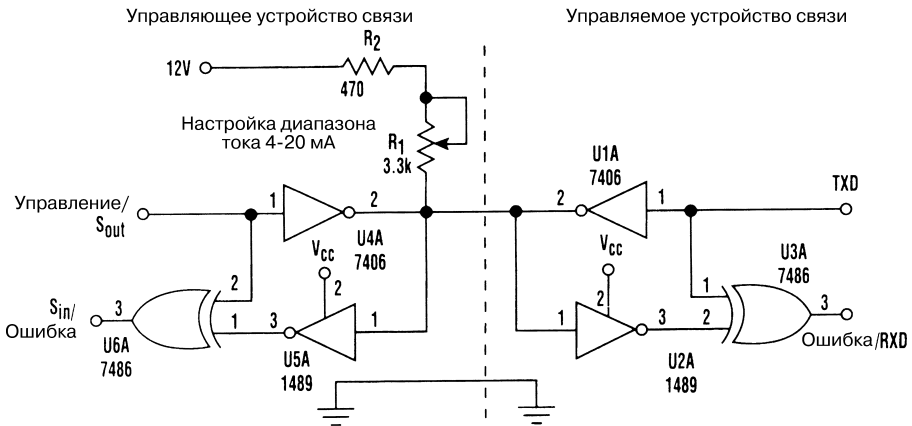 Управляющее устройство связи
Управляемое устройство связи
R2
12V
470
Настройка диапазона
тока 4-20 мА
R1
3.3k
U1A
7406
Управление/
Sout
1
2
2
1
TXD
U4A
7406
Vcc
Vcc
U3A
7486
2
2
2
1
Sin/
Ошибка
3
1
3
1
1
3
2
3
Ошибка/RXD
U6A
7486
U5A
1489
U2A
1489